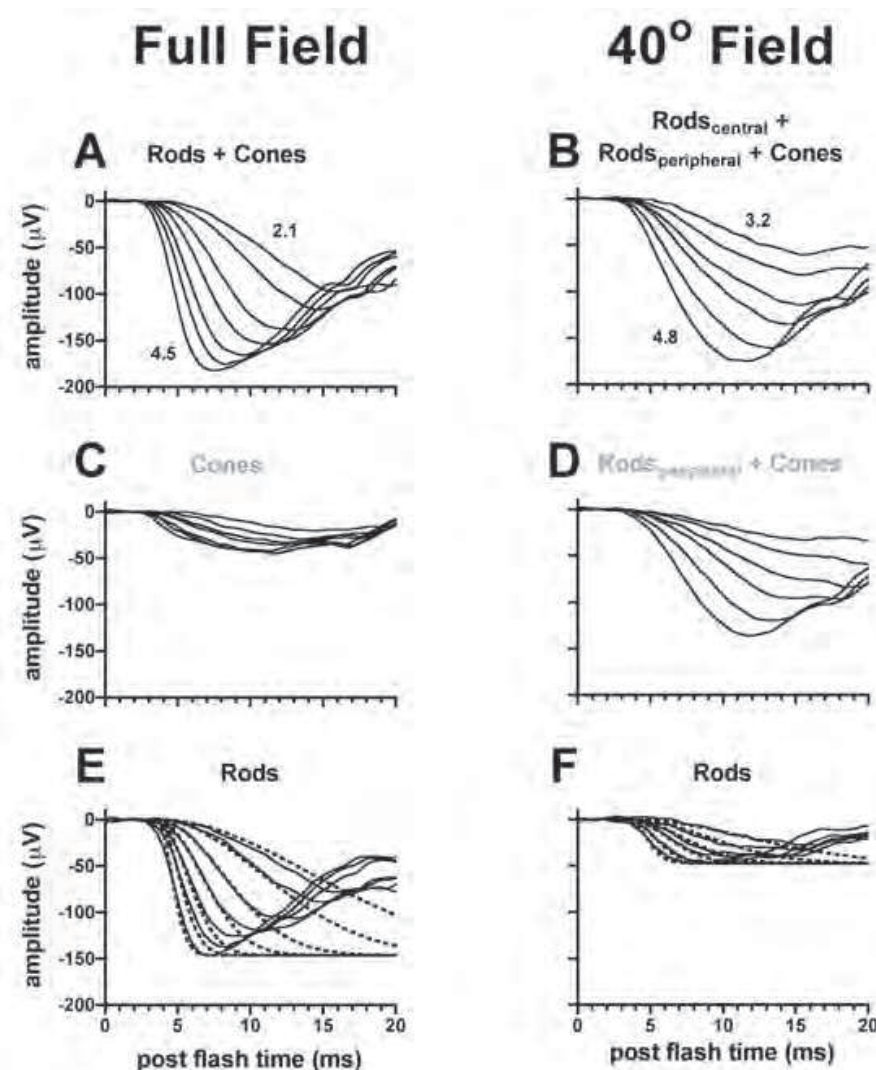 Full Field
40° Field
A
Rods + Cones
B
Rods central +
Rods peripheral + Cones
amplitude (μV)
0
-50
-100
-150
-200
2.1
4.5
3.2
4.8
C
Cones
D
Rods peripheral + Cones
amplitude (μV)
0
-50
-100
-150
-200
E
Rods
F
Rods
amplitude (μV)
0
-50
-100
-150
-200
0 5 10 15 20
0 5 10 15 20
post flash time (ms)
post flash time (ms)